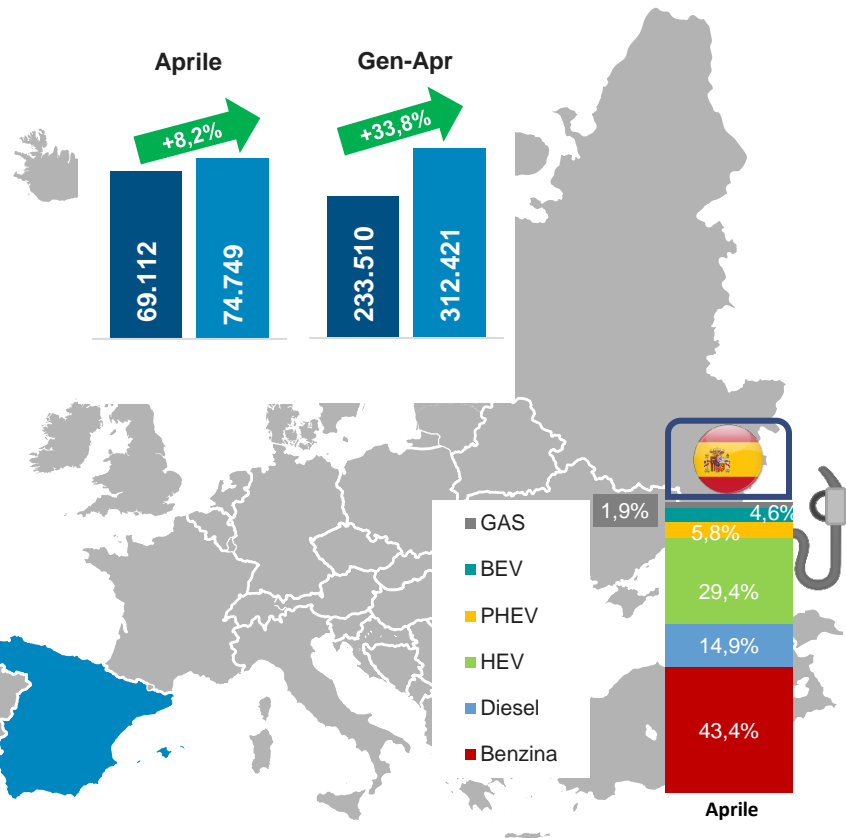 Aprile
Gen-Apr
+8,2%
+33,8%
69.112
74.749
233.510
312.421
GAS
BEV
PHEV
HEV
Diesel
Benzina
1,9%
4,6%
5,8%
29,4%
14,9%
43,4%
Aprile